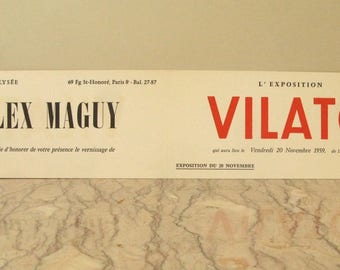 LYSÉE 69 Fg St-Honoré, Paris 8e - Bal. 27-87
LEX MAGUY
d'honorer de votre présence le vernissage de
L'EXPOSITION
VILAT
qui aura lieu le Vendredi 20 Novembre 1959, de
EXPOSITION DU 20 NOVEMBRE